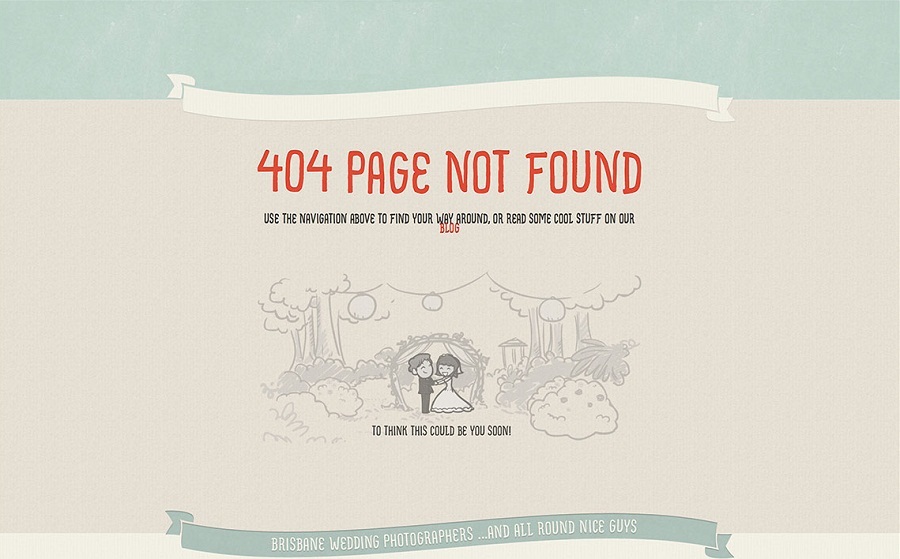 404 PAGE NOT FOUND
USE THE NAVIGATION ABOVE TO FIND YOUR WAY AROUND, OR READ SOME COOL STUFF ON OUR
BLOG
TO THINK THIS COULD BE YOU SOON!
BRISBANE WEDDING PHOTOGRAPHERS ...AND ALL ROUND NICE GUYS